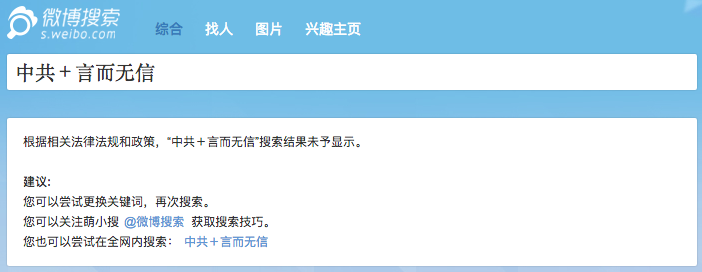 微博搜索
s.weibo.com
综合 找人 图片 兴趣主页
中共＋言而无信
根据相关法律法规和政策，“中共＋言而无信”搜索结果未予显示。
建议:
您可以尝试更换关键词，再次搜索。
您可以关注萌小搜 @微博搜索 获取搜索技巧。
您也可以尝试在全网内搜索： 中共＋言而无信